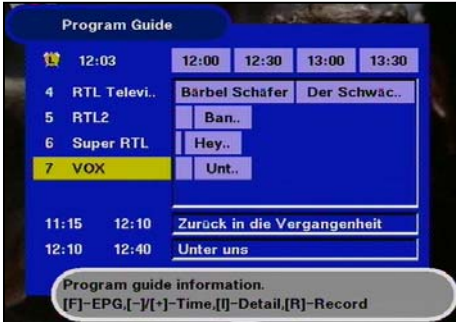 Program Guide
12:03 12:00 12:30 13:00 13:30
4 RTL Televi.. Bärbel Schäfer Der Schwäc..
5 RTL2 Ban..
6 Super RTL Hey..
7 VOX Unt..
11:15 12:10 Zurück in die Vergangenheit
12:10 12:40 Unter uns
Program guide information.
[F]-EPG,[-]/[+]-Time,[I]-Detail,[R]-Record